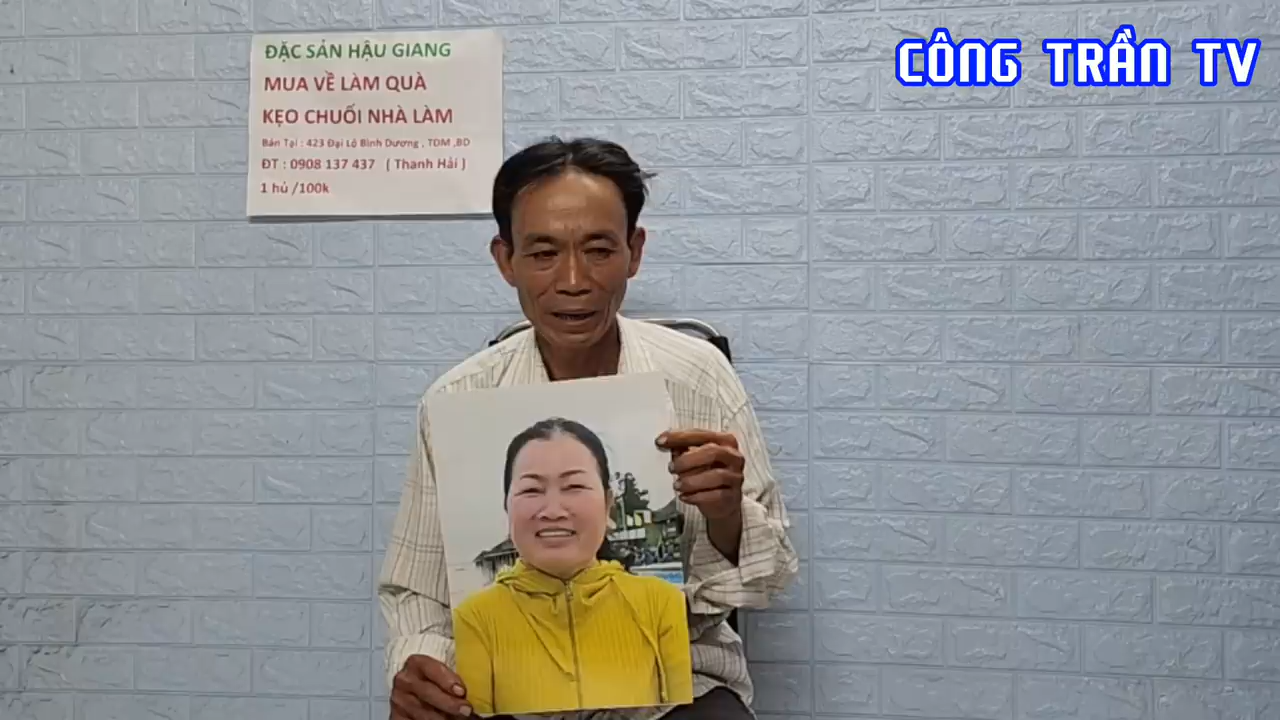 ĐẶC SẢN HẬU GIANG
MUA VỀ LÀM QUÀ
KẸO CHUỐI NHÀ LÀM
Bán Tại : 423 Đại Lộ Bình Dương , TDM ,BD
ĐT : 0908 137 437 ( Thanh Hải )
1 hủ /100k
CÔNG TRẦN TV